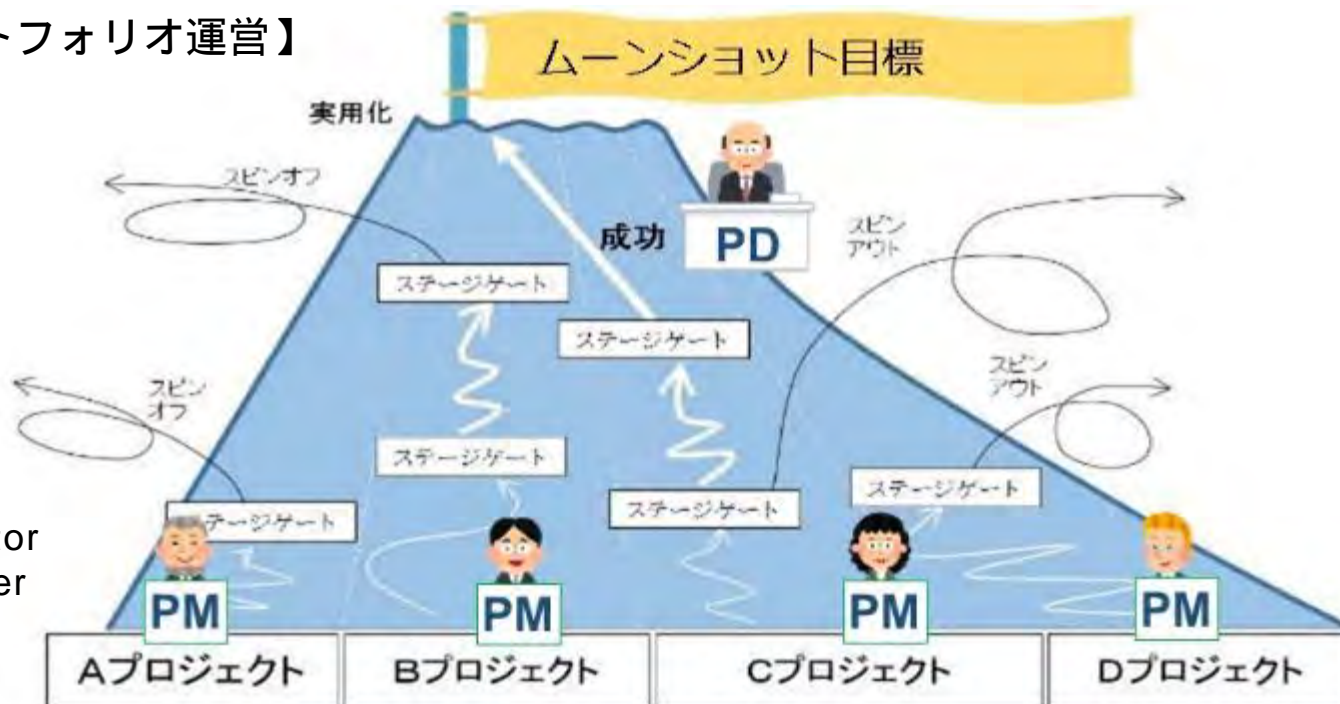 トフォリオ運営】
ムーンショット目標
実用化
スピンオフ
成功
PD
スピン
アウト
ステージゲート
ステージゲート
スピン
オフ
スピン
アウト
ステージゲート
ステージゲート
ステージゲート
ステージゲート
or
er
PM
PM
PM
PM
Aプロジェクト
Bプロジェクト
Cプロジェクト
Dプロジェクト